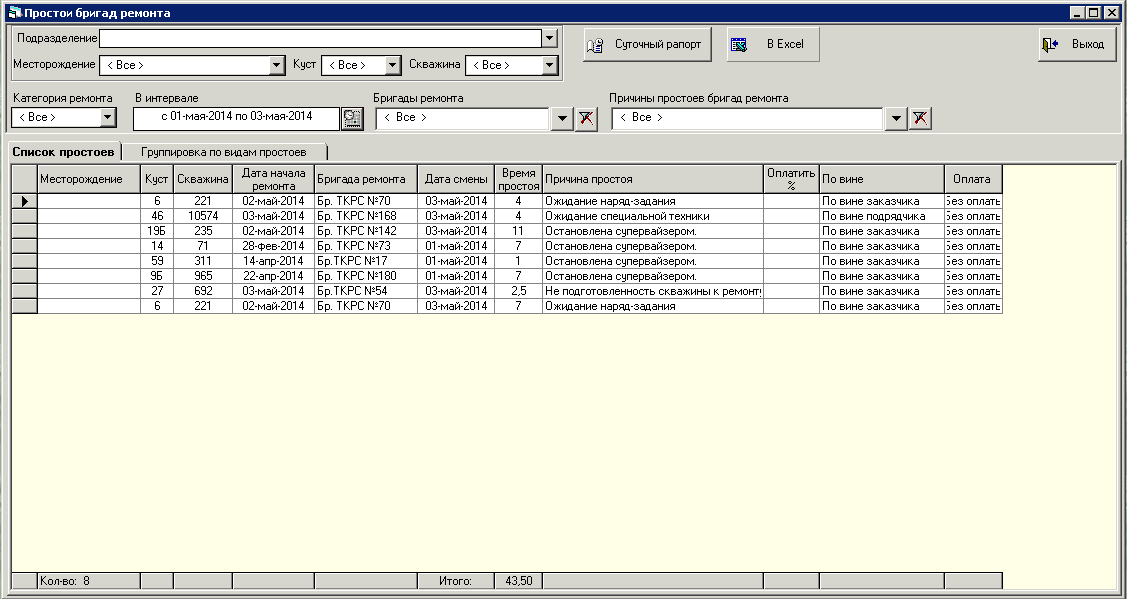 Простои бригад ремонта
Подразделение
Суточный рапорт
В Excel
Выход
Месторождение < Все > Куст < Все > Скважина < Все >
Категория ремонта В интервале Бригады ремонта Причины простоев бригад ремонта
< Все > с 01-мая-2014 по 03-мая-2014 < Все > < Все >
Список простоев Группировка по видам простоев
Месторождение Куст Скважина Дата начала ремонта Бригада ремонта Дата смены Время простоя Причина простоя Оплатить % По вине Оплата
6 221 02-май-2014 Бр. ТКРС №70 03-май-2014 4 Ожидание наряд-задания По вине заказчика Без оплать
46 10574 03-май-2014 Бр. ТКРС №168 03-май-2014 4 Ожидание специальной техники По вине подрядчика Без оплать
19Б 235 02-май-2014 Бр. ТКРС №142 03-май-2014 11 Остановлена супервайзером. По вине заказчика Без оплать
14 71 28-фев-2014 Бр. ТКРС №73 01-май-2014 7 Остановлена супервайзером. По вине заказчика Без оплать
59 311 14-апр-2014 Бр.ТКРС №17 01-май-2014 1 Остановлена супервайзером. По вине заказчика Без оплать
9Б 965 22-апр-2014 Бр. ТКРС №180 01-май-2014 7 Остановлена супервайзером. По вине заказчика Без оплать
27 692 03-май-2014 Бр.ТКРС №54 03-май-2014 2,5 Не подготовленность скважины к ремонту По вине заказчика Без оплать
6 221 02-май-2014 Бр. ТКРС №70 03-май-2014 7 Ожидание наряд-задания По вине заказчика Без оплать
Кол-во: 8 Итого: 43,50